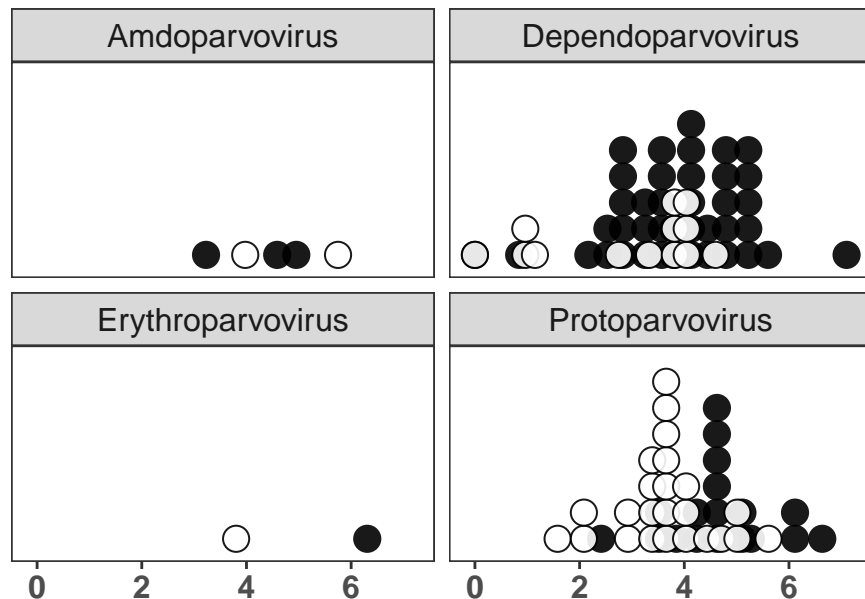 Amdoparvovirus
Dependoparvovirus
Erythroparvovirus
Protoparvovirus
0 2 4 6
0 2 4 6